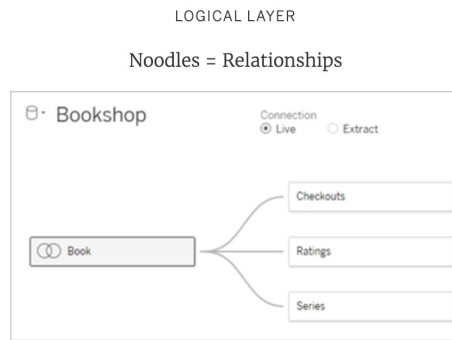 LOGICAL LAYER
Noodles = Relationships
Bookshop
Connection
Live Extract
Checkouts
Book
Ratings
Series